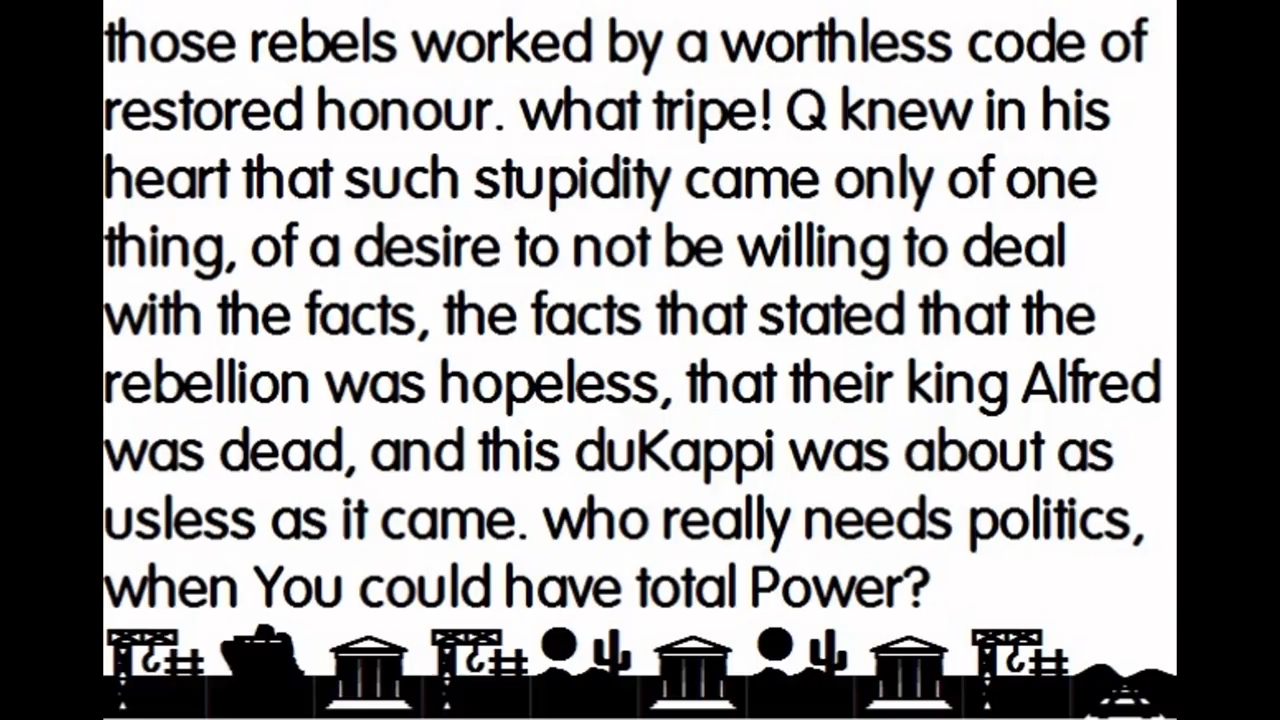 those rebels worked by a worthless code of
restored honour. what tripe! Q knew in his
heart that such stupidity came only of one
thing, of a desire to not be willing to deal
with the facts, the facts that stated that the
rebellion was hopeless, that their king Alfred
was dead, and this duKappi was about as
usless as it came. who really needs politics,
when You could have total Power?